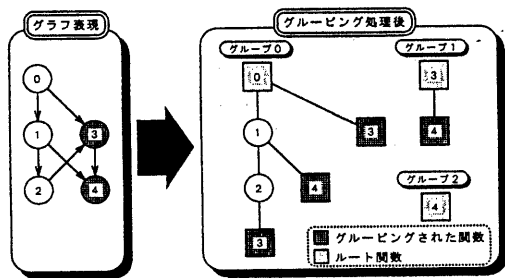 グラフ表現
グルーピング処理後
0
1
3
2
4
グループ0
グループ1
0
3
1
3
4
2
4
グループ2
4
3
グルーピングされた関数
ルート関数